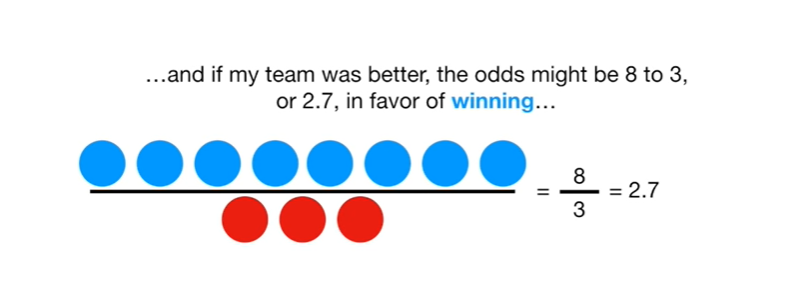 …and if my team was better, the odds might be 8 to 3,
or 2.7, in favor of winning…
= 8/3 = 2.7